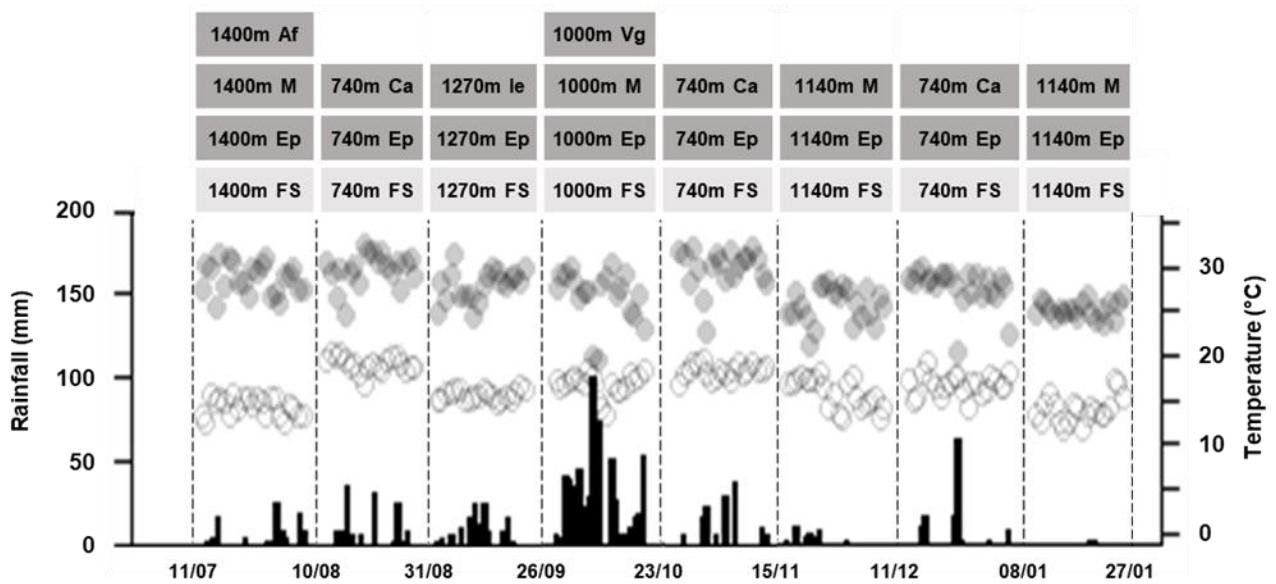 1400m Af 1000m Vg
1400m M 740m Ca 1270m Ie 1000m M 740m Ca 1140m M 740m Ca 1140m M
1400m Ep 740m Ep 1270m Ep 1000m Ep 740m Ep 1140m Ep 740m Ep 1140m Ep
1400m FS 740m FS 1270m FS 1000m FS 740m FS 1140m FS 740m FS 1140m FS
200
150 30
100 20
50 10
0 0
Rainfall (mm)
Temperature (°C)
11/07 10/08 31/08 26/09 23/10 15/11 11/12 08/01 27/01